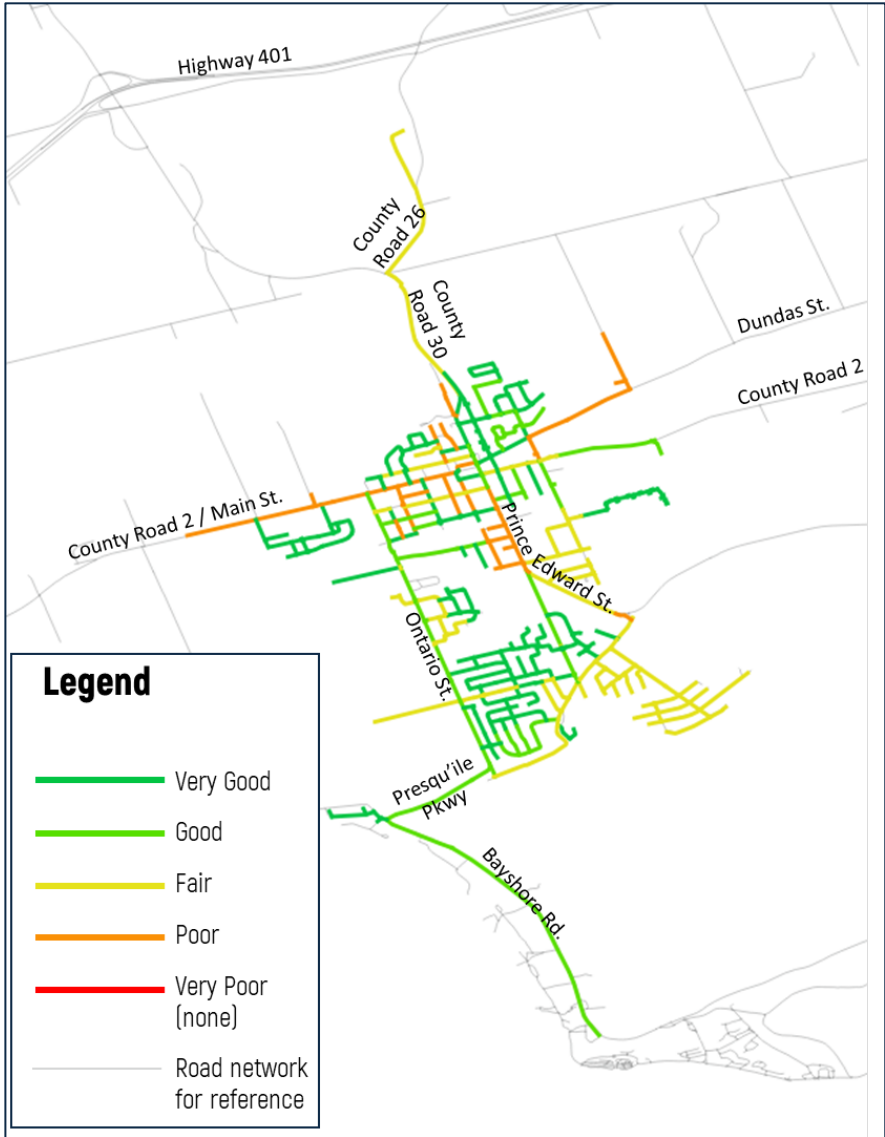 Highway 401
County
Road 26
County
Road 30
Dundas St.
County Road 2
County Road 2 / Main St.
Prince Edward St.
Ontario St.
Presqu'ile
Pkwy
Bayshore Rd.
Legend
Very Good
Good
Fair
Poor
Very Poor
(none)
Road network
for reference